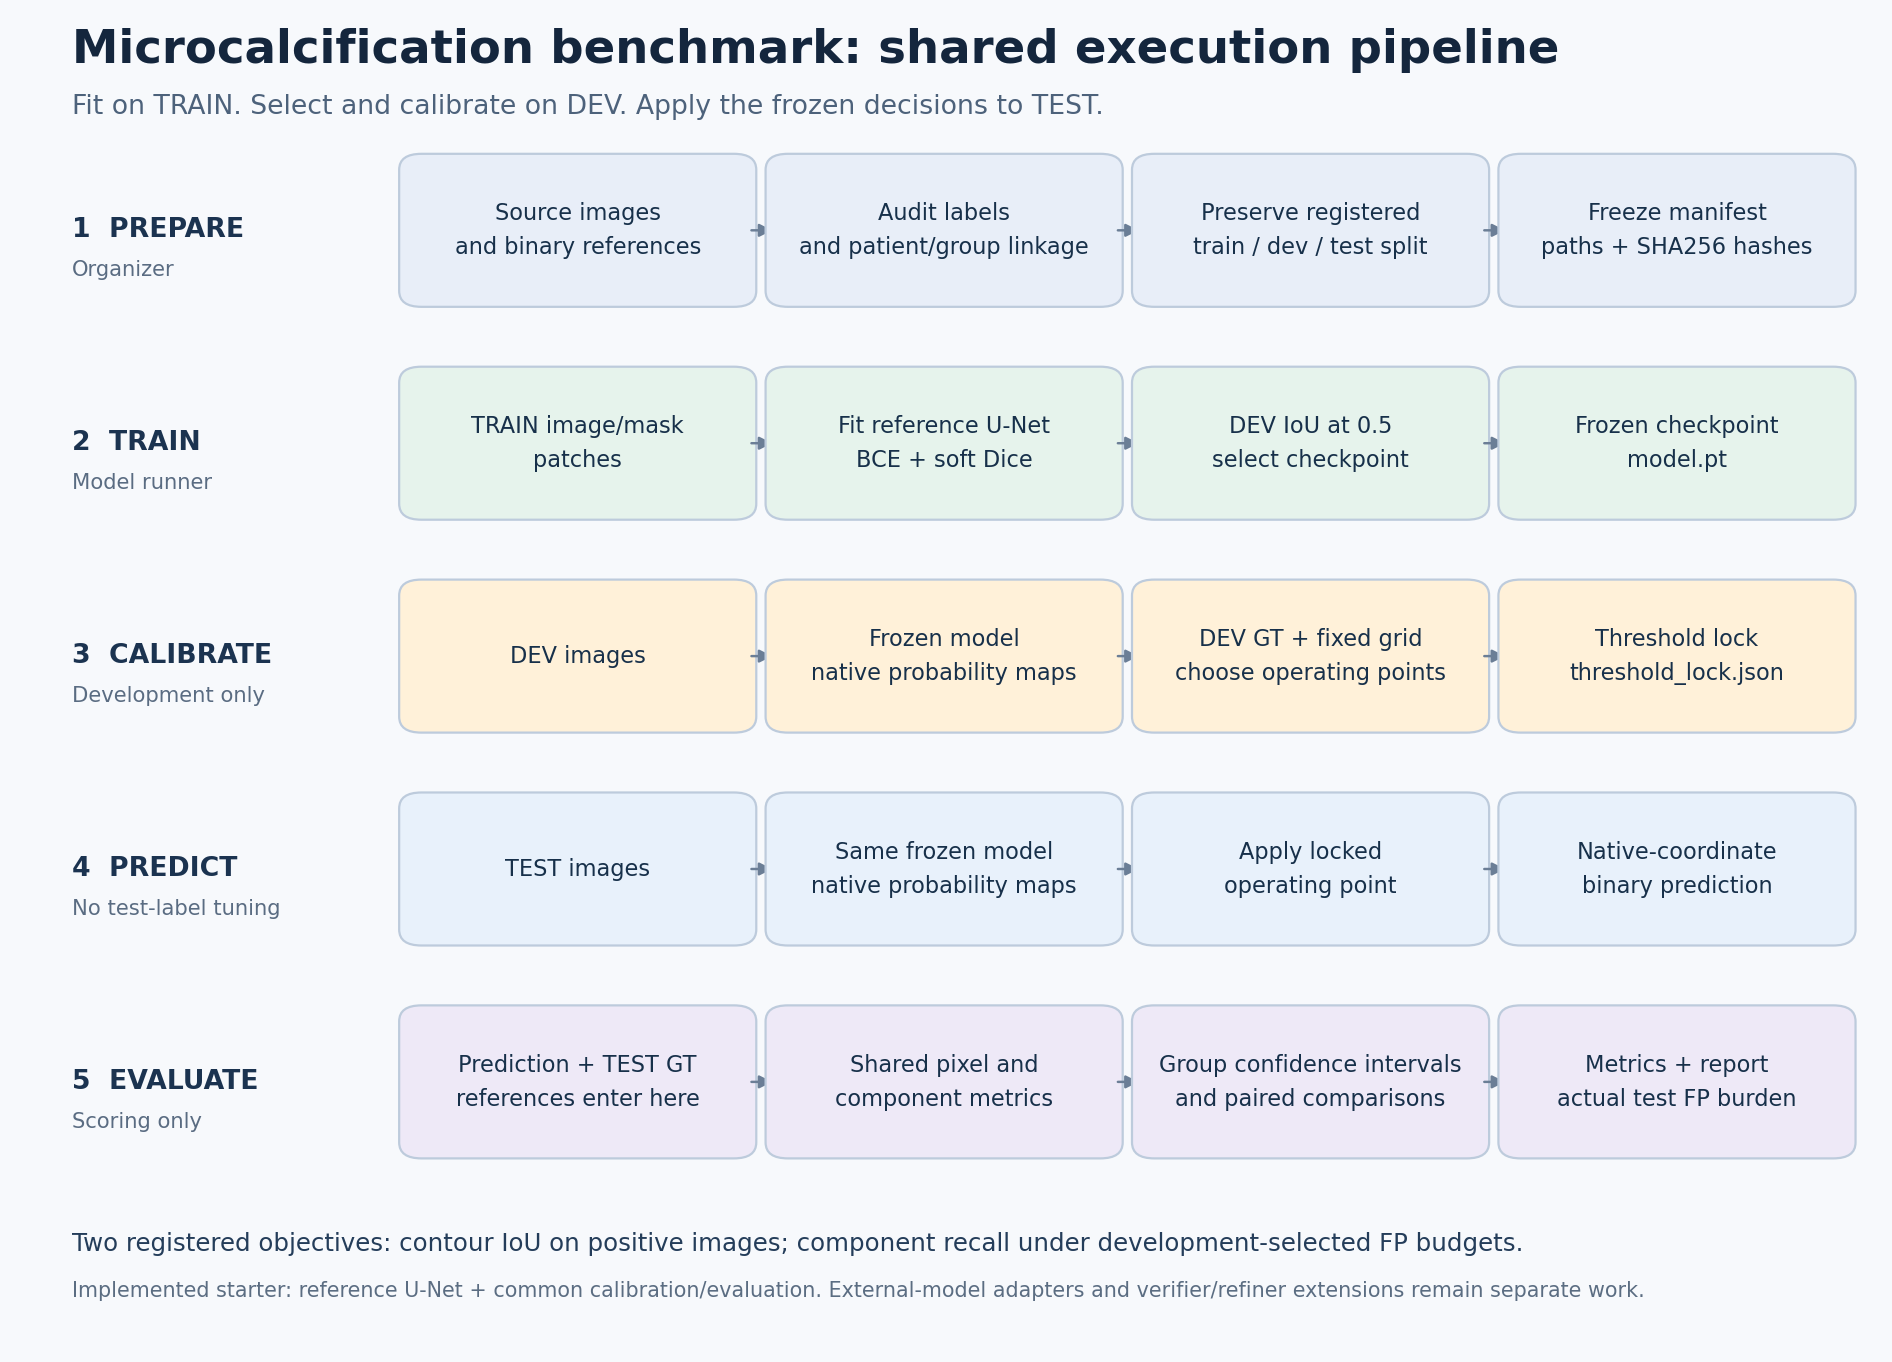 Microcalcification benchmark: shared execution pipeline
Fit on TRAIN. Select and calibrate on DEV. Apply the frozen decisions to TEST.
1 PREPARE
Organizer
Source images
and binary references
Audit labels
and patient/group linkage
Preserve registered
train / dev / test split
Freeze manifest
paths + SHA256 hashes
2 TRAIN
Model runner
TRAIN image/mask
patches
Fit reference U-Net
BCE + soft Dice
DEV IoU at 0.5
select checkpoint
Frozen checkpoint
model.pt
3 CALIBRATE
Development only
DEV images
Frozen model
native probability maps
DEV GT + fixed grid
choose operating points
Threshold lock
threshold_lock.json
4 PREDICT
No test-label tuning
TEST images
Same frozen model
native probability maps
Apply locked
operating point
Native-coordinate
binary prediction
5 EVALUATE
Scoring only
Prediction + TEST GT
references enter here
Shared pixel and
component metrics
Group confidence intervals
and paired comparisons
Metrics + report
actual test FP burden
Two registered objectives: contour IoU on positive images; component recall under development-selected FP budgets.
Implemented starter: reference U-Net + common calibration/evaluation. External-model adapters and verifier/refiner extensions remain separate work.